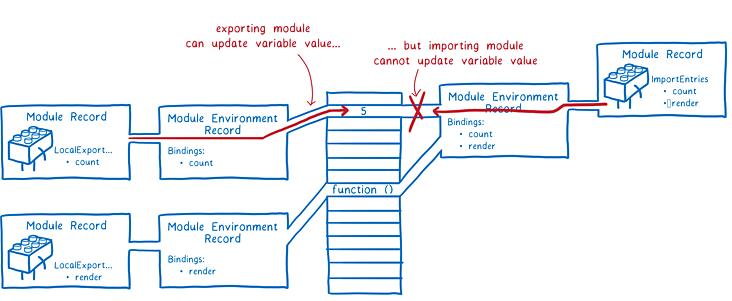 exporting module
can update variable value...
... but importing module
cannot update variable value
Module Record
ImportEntries
• count
• render
Module Record
LocalExport...
• count
Module Environment
Record
Bindings:
• count
5
Module Environment
Record
Bindings:
• count
• render
function ()
Module Record
LocalExport...
• render
Module Environment
Record
Bindings:
• render